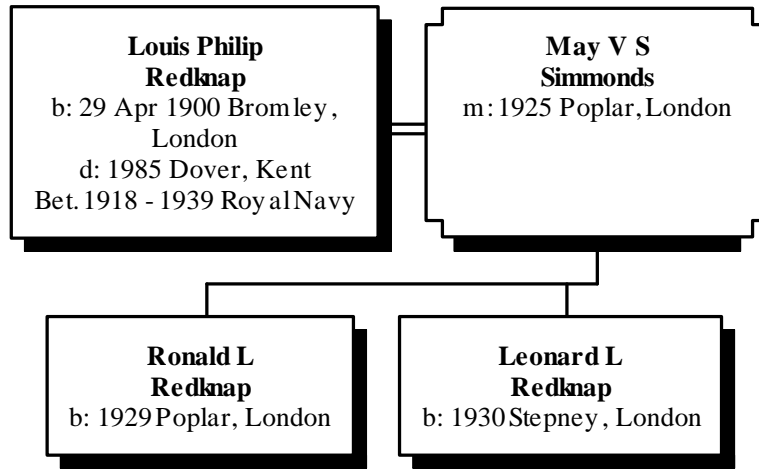 Louis Philip
Redknap
b: 29 Apr 1900 Bromley,
London
d: 1985 Dover, Kent
Bet. 1918 - 1939 Royal Navy
May V S
Simmonds
m: 1925 Poplar, London
Ronald L
Redknap
b: 1929 Poplar, London
Leonard L
Redknap
b: 1930 Stepney, London